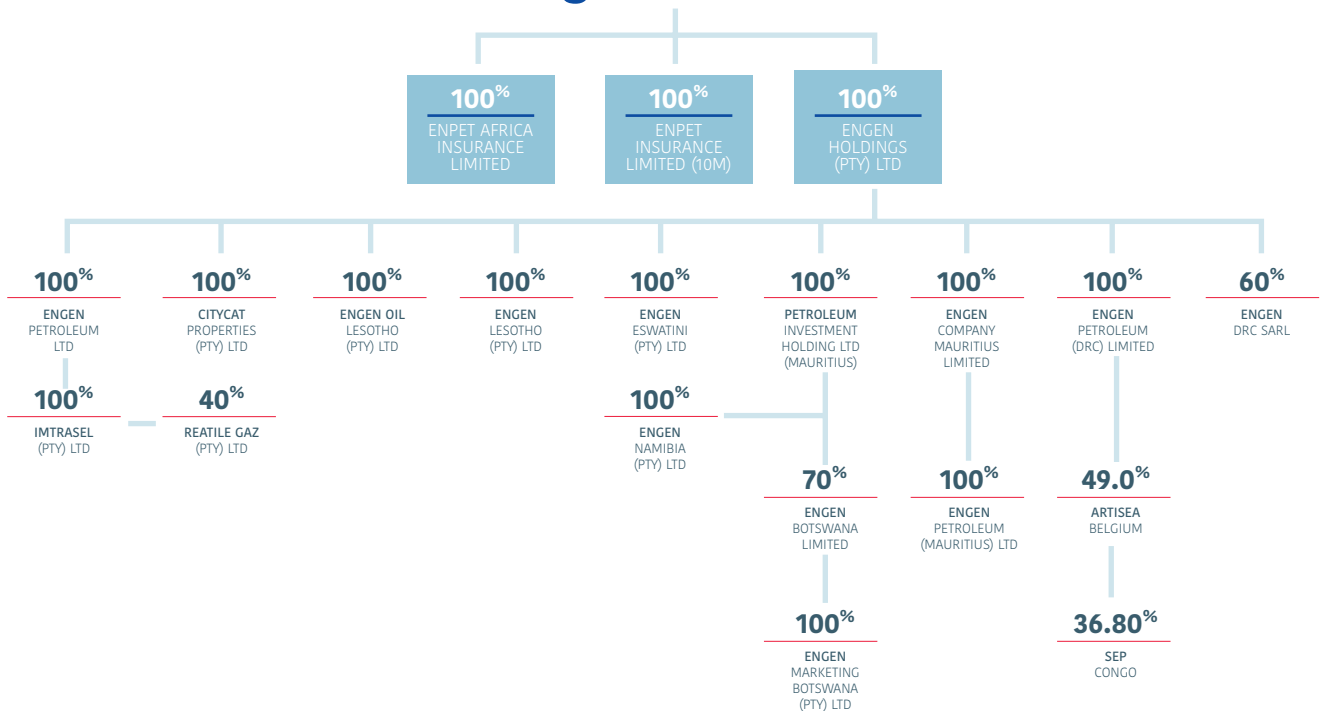 100%
ENPET AFRICA
INSURANCE
LIMITED
100%
ENPET
INSURANCE
LIMITED (10M)
100%
ENGEN
HOLDINGS
(PTY) LTD
100%
ENGEN
PETROLEUM
LTD
100%
CITYCAT
PROPERTIES
(PTY) LTD
100%
ENGEN OIL
LESOTHO
(PTY) LTD
100%
ENGEN
LESOTHO
(PTY) LTD
100%
ENGEN
ESWATINI
(PTY) LTD
100%
PETROLEUM
INVESTMENT
HOLDING LTD
(MAURITIUS)
100%
ENGEN
COMPANY
MAURITIUS
LIMITED
100%
ENGEN
PETROLEUM
(DRC) LIMITED
60%
ENGEN
DRC SARL
100%
IMTRASEL
(PTY) LTD
40%
REATILE GAZ
(PTY) LTD
100%
ENGEN
NAMIBIA
(PTY) LTD
70%
ENGEN
BOTSWANA
LIMITED
100%
ENGEN
PETROLEUM
(MAURITIUS) LTD
49.0%
ARTISEA
BELGIUM
100%
ENGEN
MARKETING
BOTSWANA
(PTY) LTD
36.80%
SEP
CONGO